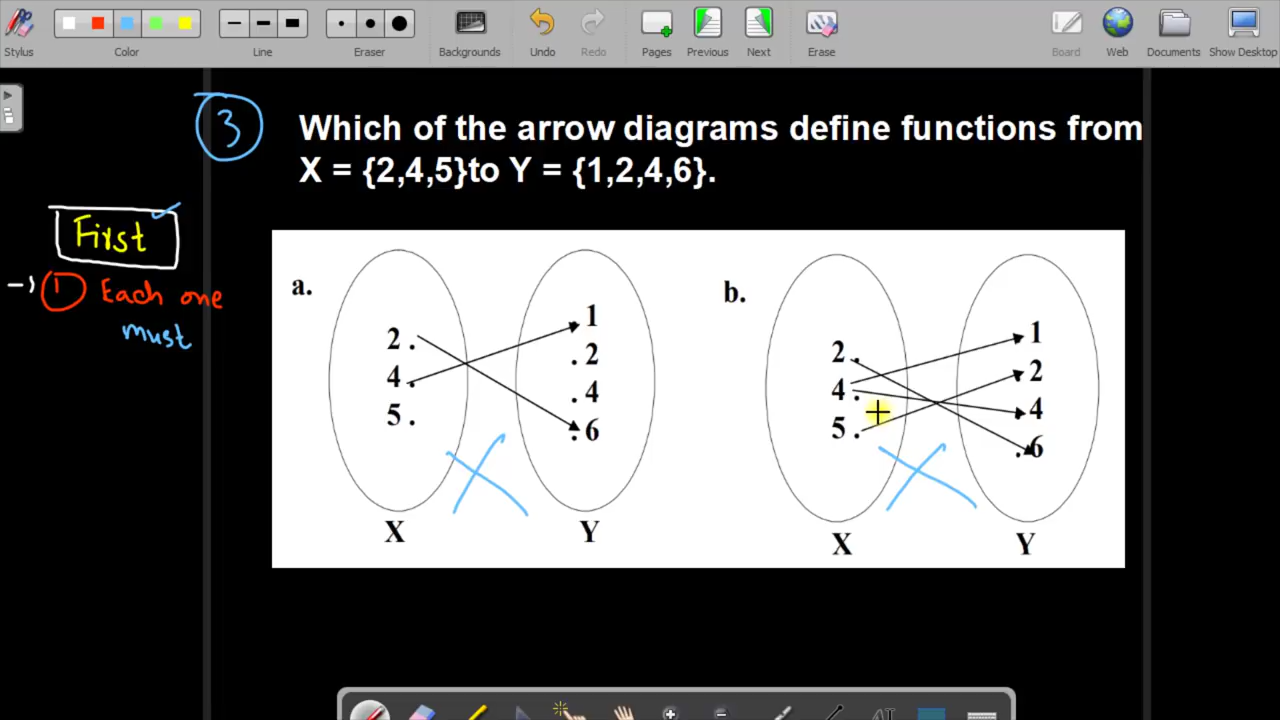 Stylus
Color
Line
Eraser
Backgrounds
Undo
Redo
Pages
Previous
Next
Erase
Board
Web
Documents
Show Desktop
3
Which of the arrow diagrams define functions from
X = {2,4,5}to Y = {1,2,4,6}.
First
1 Each one
must
a.
2 .
4 .
5 .
X
1
. 2
. 4
. 6
Y
b.
2 .
4 .
5 .
X
1
2
4
. 6
Y